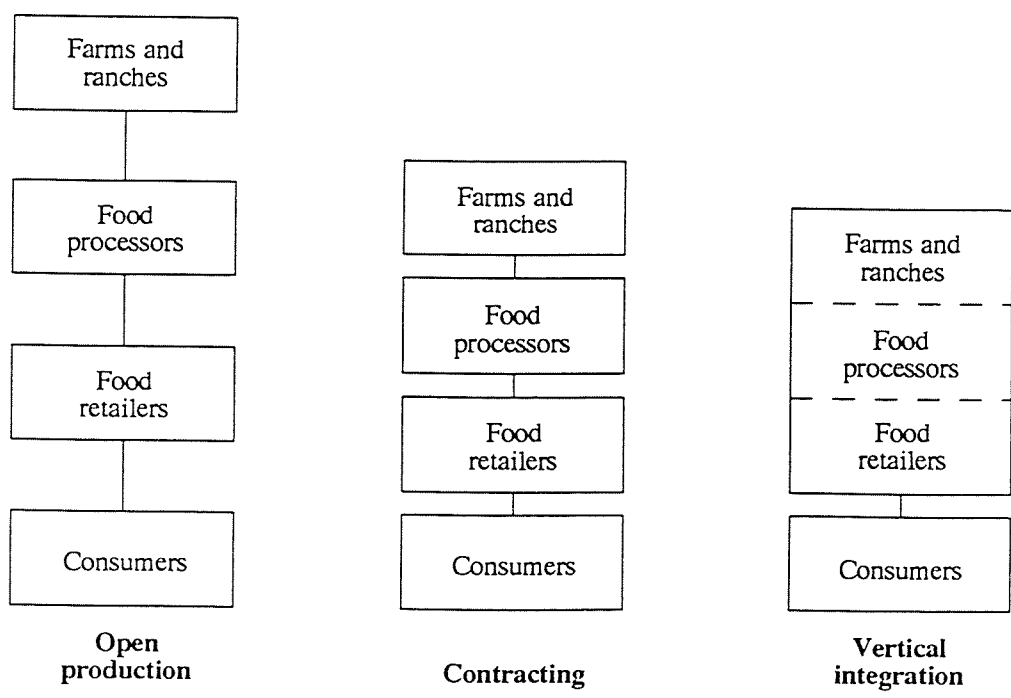 Farms and
ranches
Food
processors
Food
retailers
Consumers
Open
production
Farms and
ranches
Food
processors
Food
retailers
Consumers
Contracting
Farms and
ranches
Food
processors
Food
retailers
Consumers
Vertical
integration